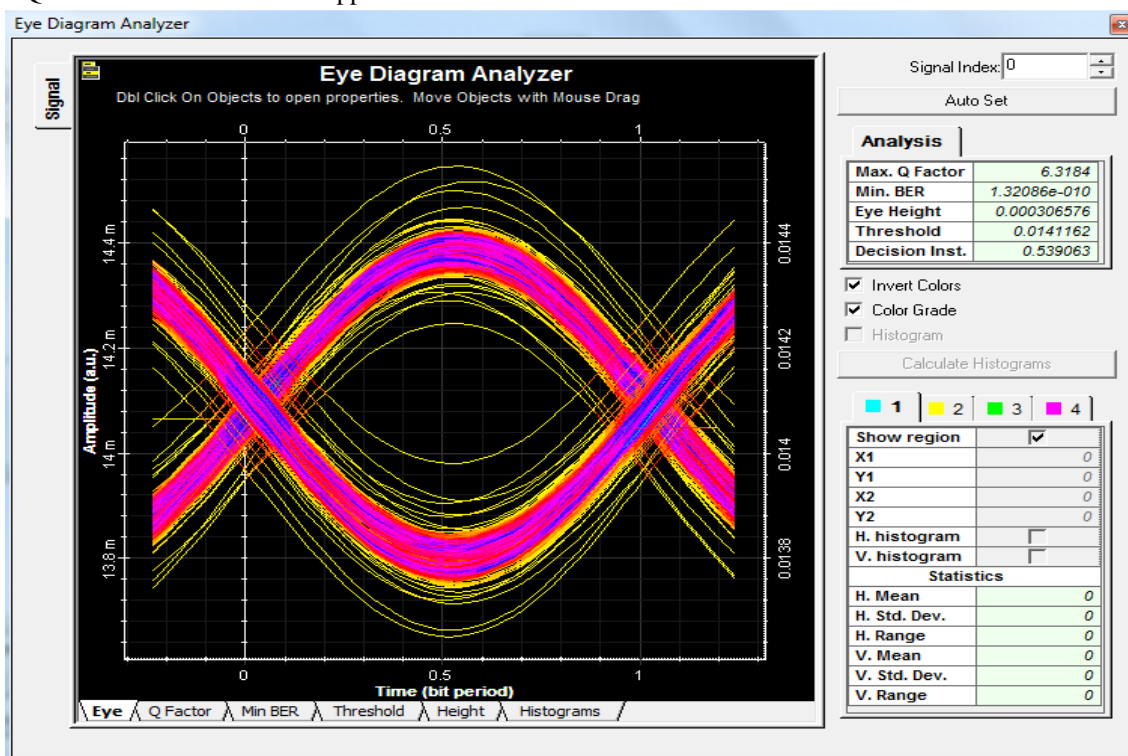 Eye Diagram Analyzer
Signal Index: 0
Auto Set
Signal
Eye Diagram Analyzer
Dbl Click On Objects to open properties. Move Objects with Mouse Drag
0 0.5 1
14.4 m
14.2 m
14 m
13.8 m
Amplitude (a.u.)
0.0144
0.0142
0.014
0.0138
0 0.5 1
Time (bit period)
Eye Q Factor Min BER Threshold Height Histograms
Analysis
Max. Q Factor 6.3184
Min. BER 1.32086e-010
Eye Height 0.000306576
Threshold 0.0141162
Decision Inst. 0.539063
Invert Colors
Color Grade
Histogram
Calculate Histograms
1 2 3 4
Show region
X1 0
Y1 0
X2 0
Y2 0
H. histogram
V. histogram
Statistics
H. Mean 0
H. Std. Dev. 0
H. Range 0
V. Mean 0
V. Std. Dev. 0
V. Range 0